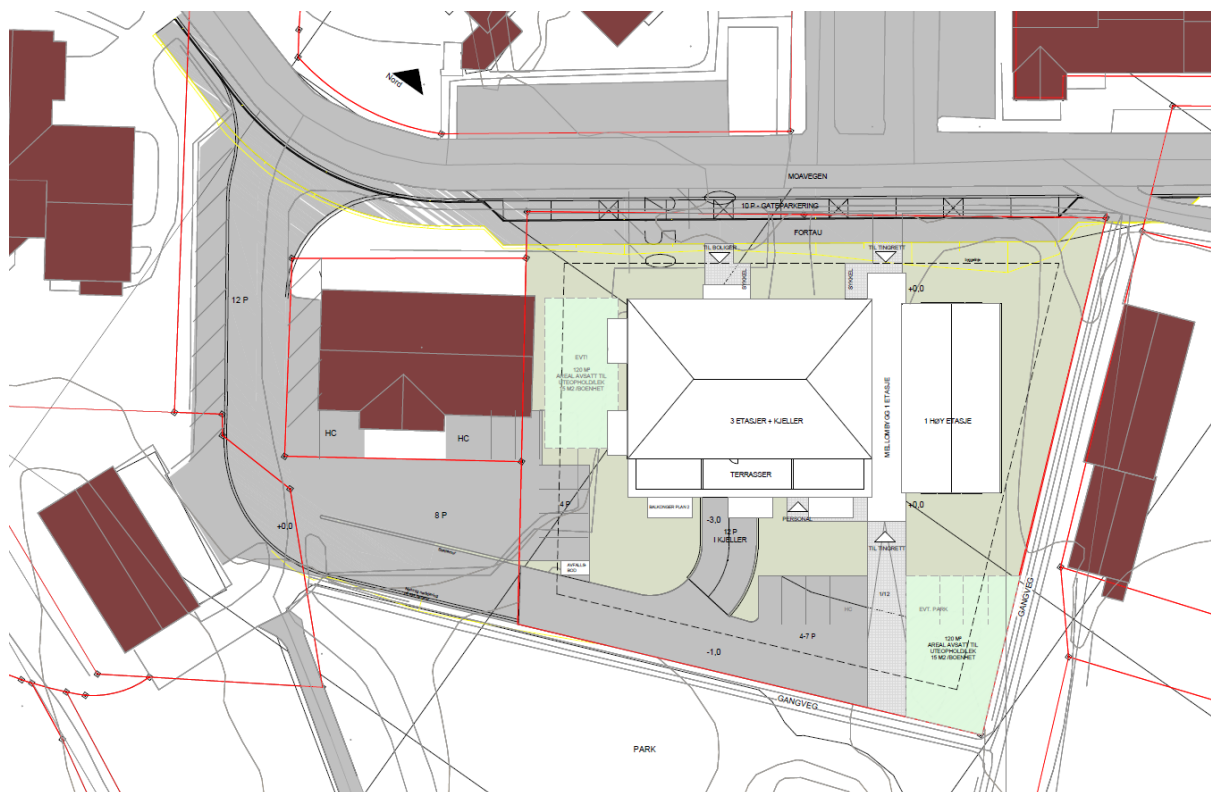 Nord
MOAVEGEN
10 P - GATEPARKERING
FORTAU
TIL BOLIGER
TIL TINGRETT
SYKKEL
SYKKEL
+0,0
12 P
EVT!
120 M²
AREAL AVSATT TIL
UTEOPHOLD/LEK
15 M2 /BOENHET
3 ETASJER + KJELLER
MELLOMBYGG 1 ETASJE
1 HØY ETASJE
HC
HC
TERRASSER
BALKONGER PLAN 2
+0,0
8 P
4 P
-3,0
12 P
I KJELLER
PERSONAL
+0,0
TIL TINGRETT
AVFALLS
BOD
1/12
HC
EVT. PARK
4-7 P
120 M²
AREAL AVSATT TIL
UTEOPHOLD/LEK
15 M2 /BOENHET
-1,0
GANGVEG
GANGVEG
PARK